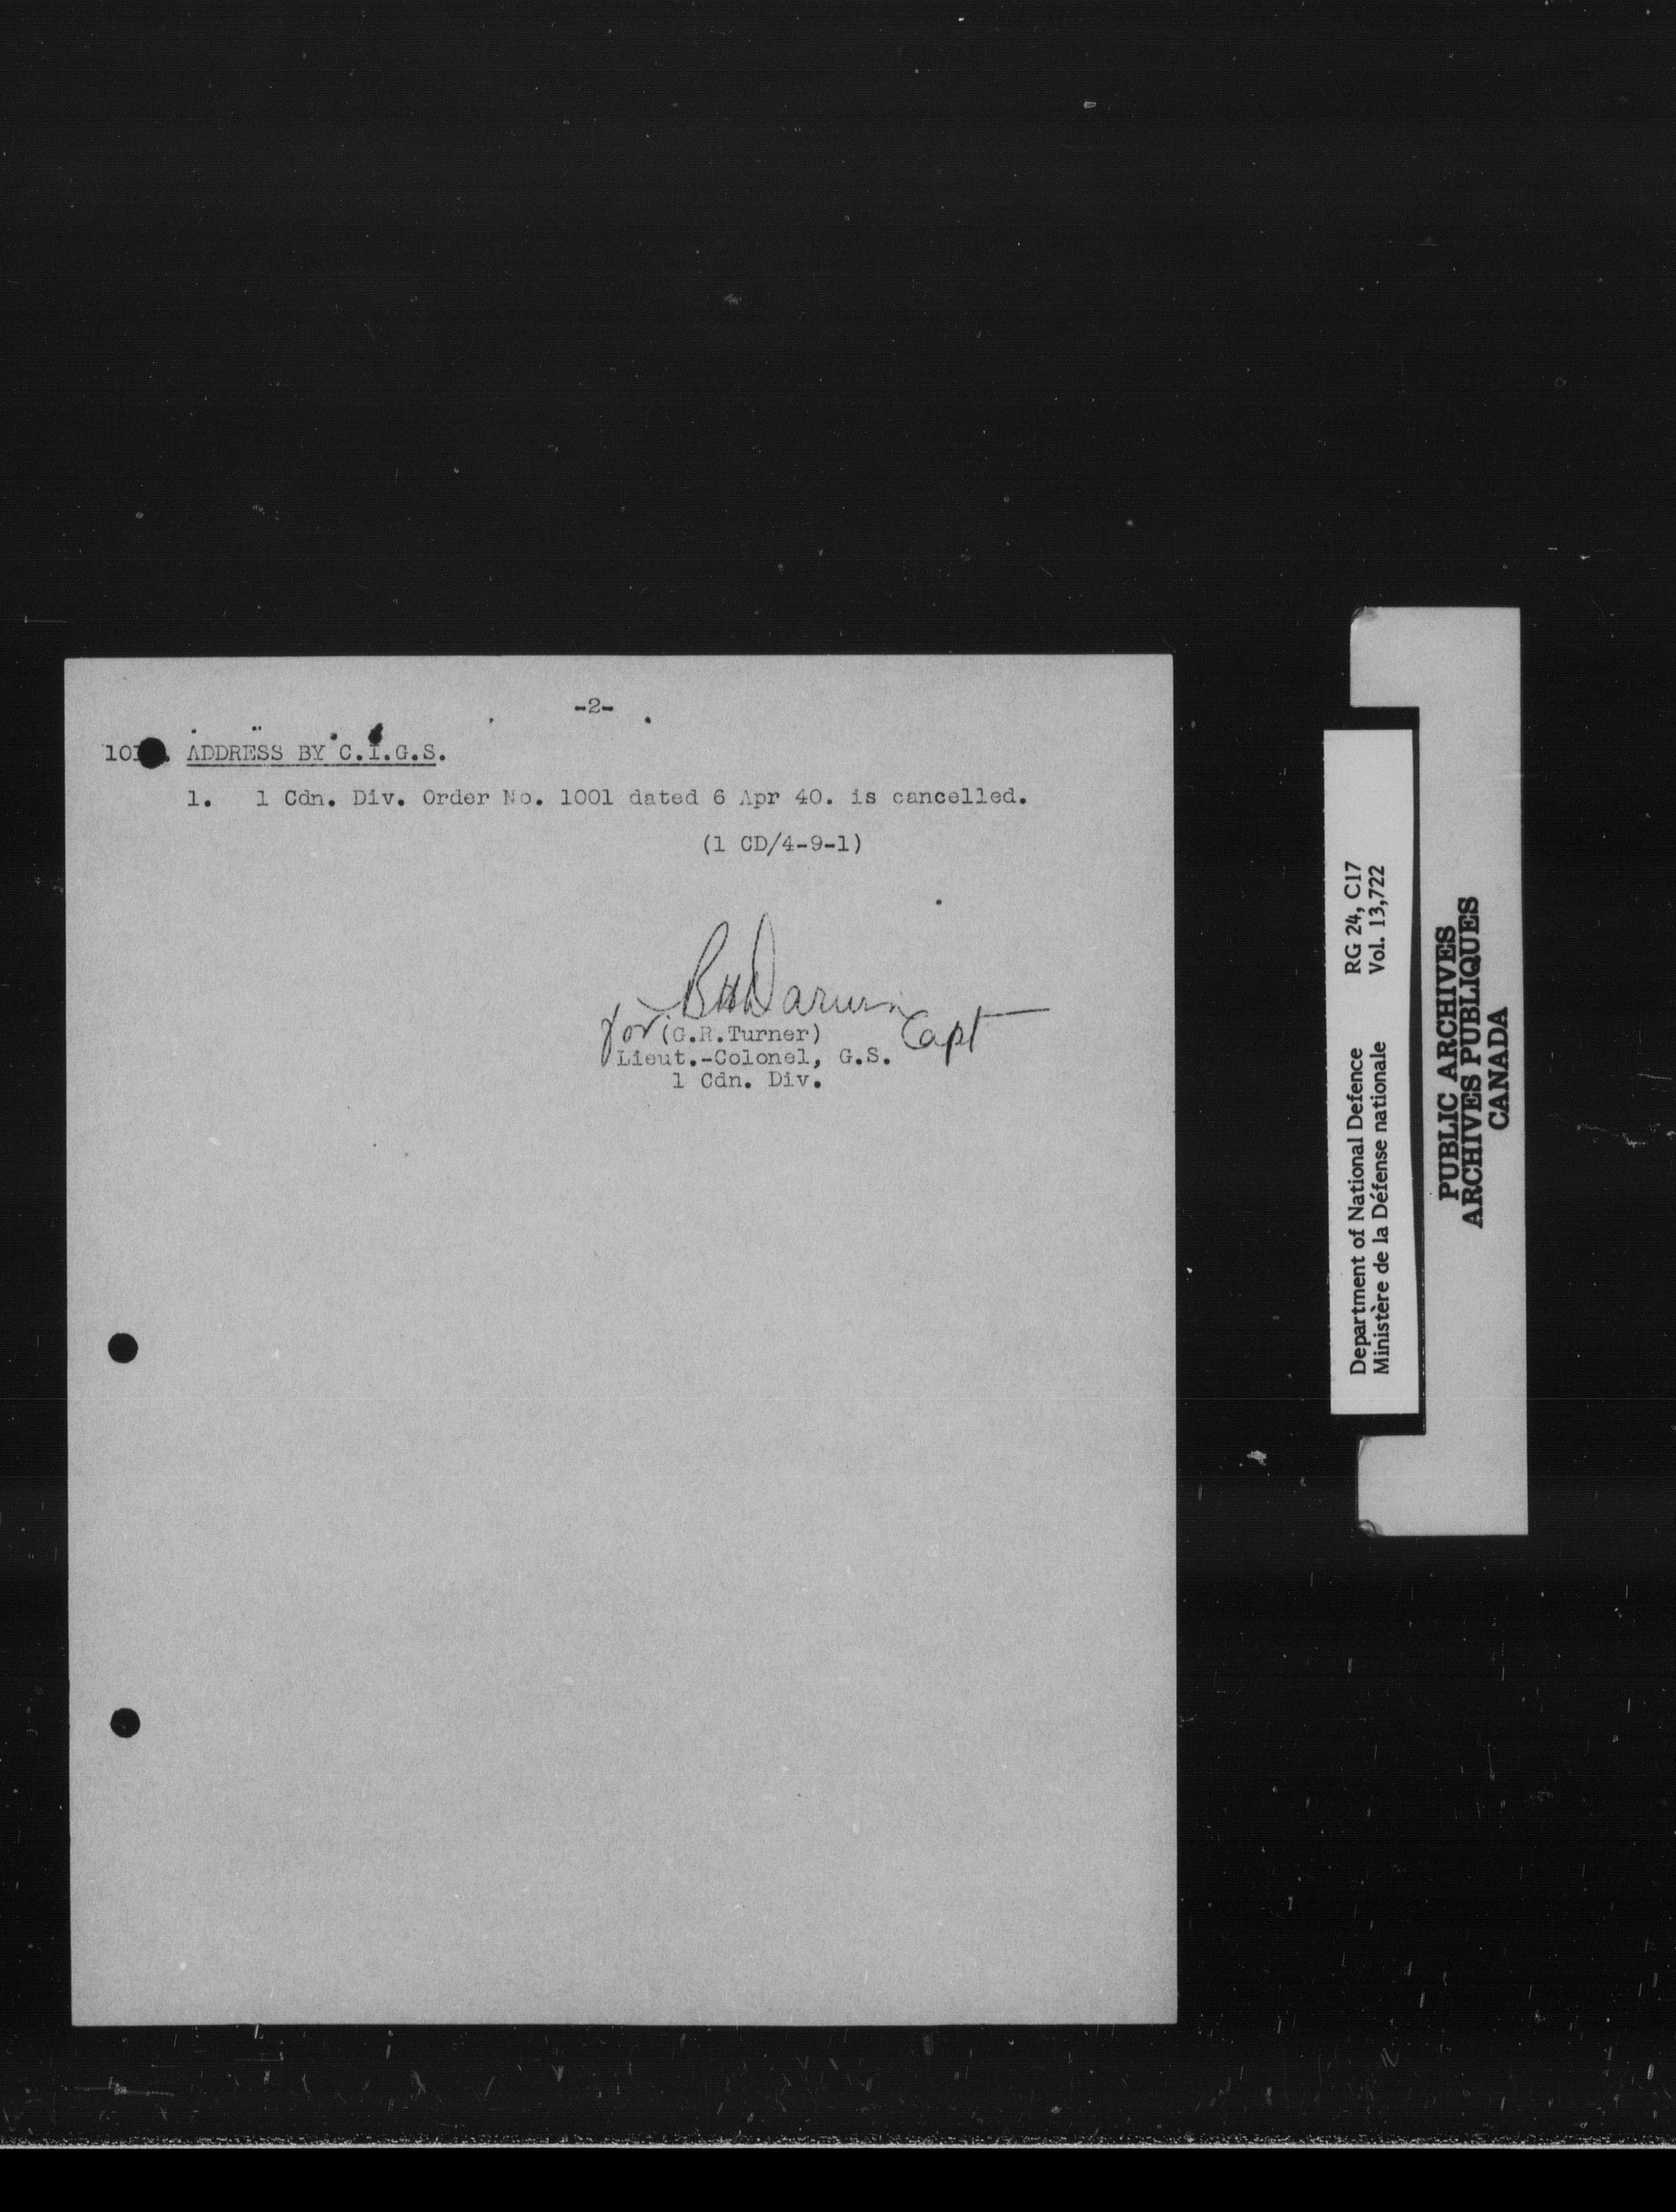 -2-
ADDRESS BY C.I.G.S.
1. 1 Cdn. Div. Order No. 1001 dated 6 Apr 40. is cancelled.
(1 CD/4-9-1)
BHDarwin Capt
for (G.R.Turner)
Lieut.-Colonel, G.S.
1 Cdn. Div.
Department of National Defence RG 24, C17
Ministère de la Défense nationale Vol. 13,722
PUBLIC ARCHIVES
ARCHIVES PUBLIQUES
CANADA